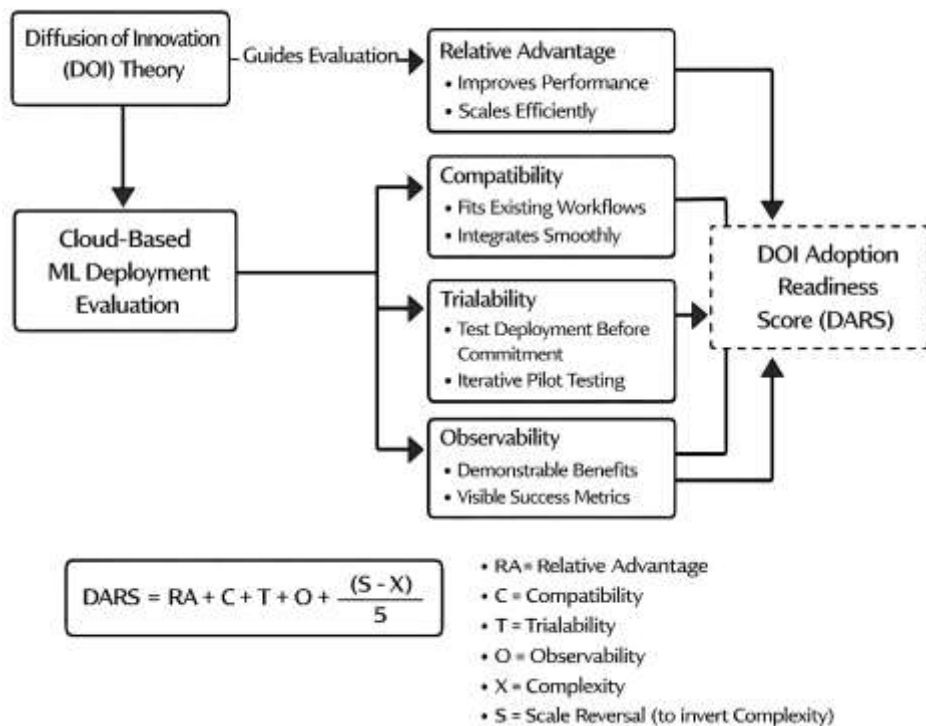 Diffusion of Innovation
(DOI) Theory
Guides Evaluation
Relative Advantage
• Improves Performance
• Scales Efficiently
Compatibility
• Fits Existing Workflows
• Integrates Smoothly
Cloud-Based
ML Deployment
Evaluation
DOI Adoption
Readiness
Score (DARS)
Trialability
• Test Deployment Before
Commitment
• Iterative Pilot Testing
Observability
• Demonstrable Benefits
• Visible Success Metrics
DARS = RA + C + T + O + (S - X) / 5
• RA = Relative Advantage
• C = Compatibility
• T = Trialability
• O = Observability
• X = Complexity
• S = Scale Reversal (to invert Complexity)